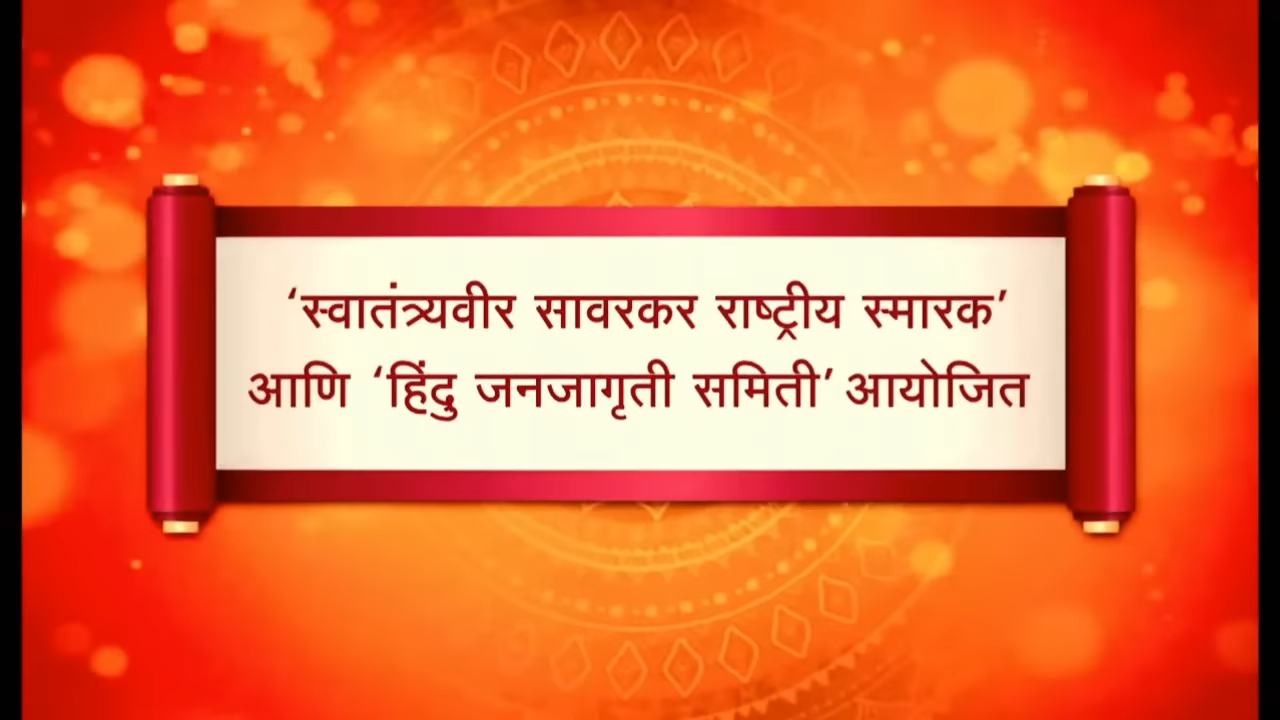 ‘स्वातंत्र्यवीर सावरकर राष्ट्रीय स्मारक’
आणि ‘हिंदु जनजागृती समिती’ आयोजित